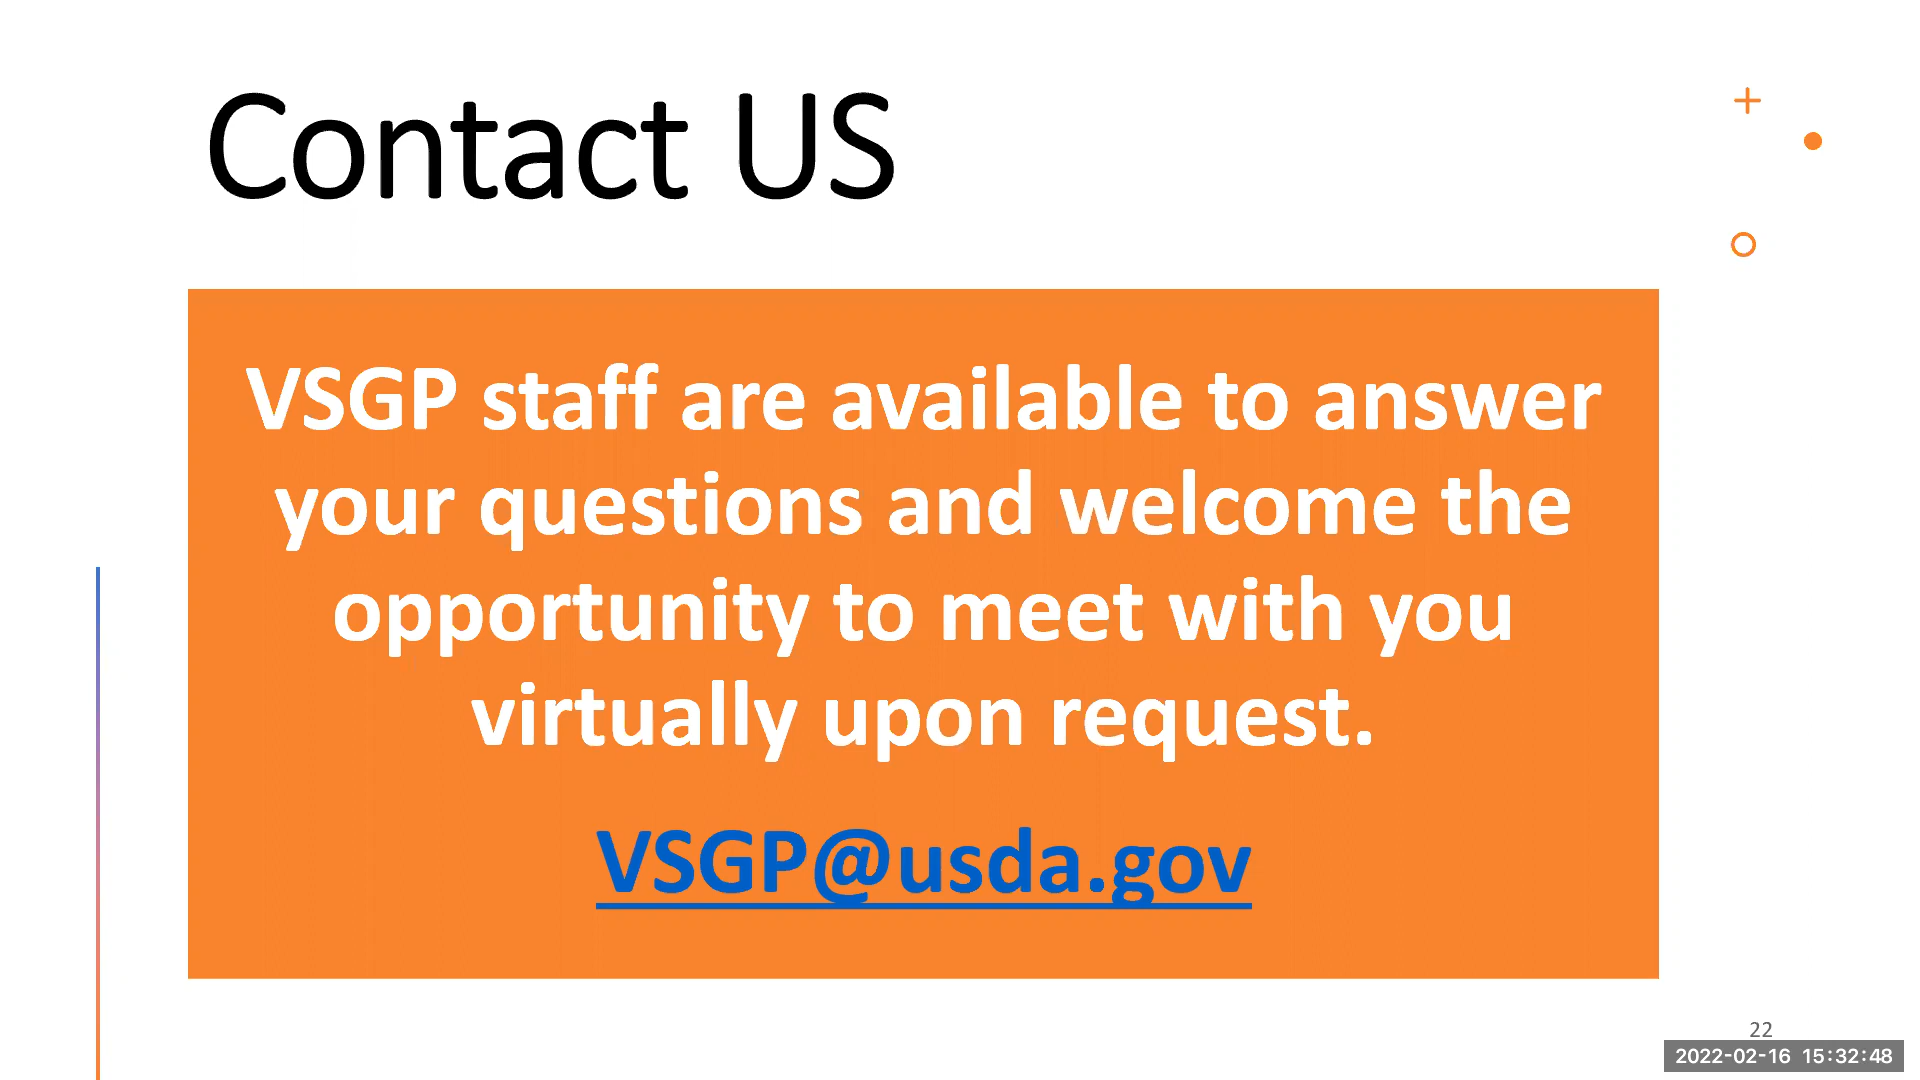 Contact US
VSGP staff are available to answer
your questions and welcome the
opportunity to meet with you
virtually upon request.
VSGP@usda.gov
22
2022-02-16 15:32:48